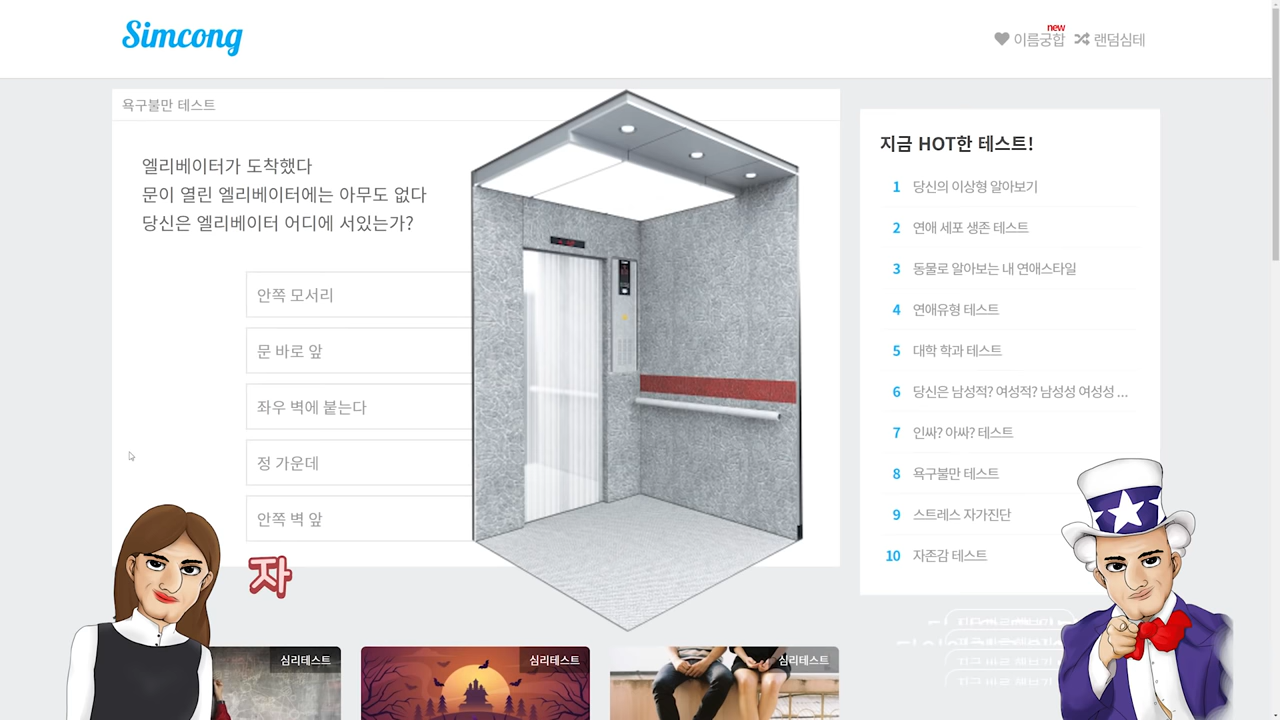 Simcong
new
이름궁합
랜덤심테
욕구불만 테스트
엘리베이터가 도착했다
문이 열린 엘리베이터에는 아무도 없다
당신은 엘리베이터 어디에 서있는가?
안쪽 모서리
문 바로 앞
좌우 벽에 붙는다
정 가운데
안쪽 벽 앞
자
지금 HOT한 테스트!
1 당신의 이상형 알아보기
2 연애 세포 생존 테스트
3 동물로 알아보는 내 연애스타일
4 연애유형 테스트
5 대학 학과 테스트
6 당신은 남성적? 여성적? 남성성 여성성 ...
7 인싸? 아싸? 테스트
8 욕구불만 테스트
9 스트레스 자가진단
10 자존감 테스트
심리테스트
심리테스트
심리테스트